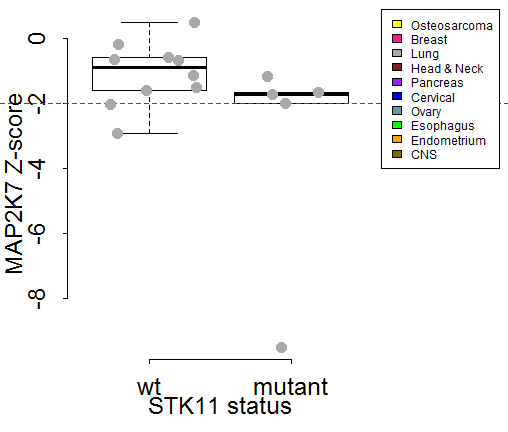 0
-2
-4
-6
-8
MAP2K7 Z-score
wt mutant
STK11 status
Osteosarcoma
Breast
Lung
Head & Neck
Pancreas
Cervical
Ovary
Esophagus
Endometrium
CNS